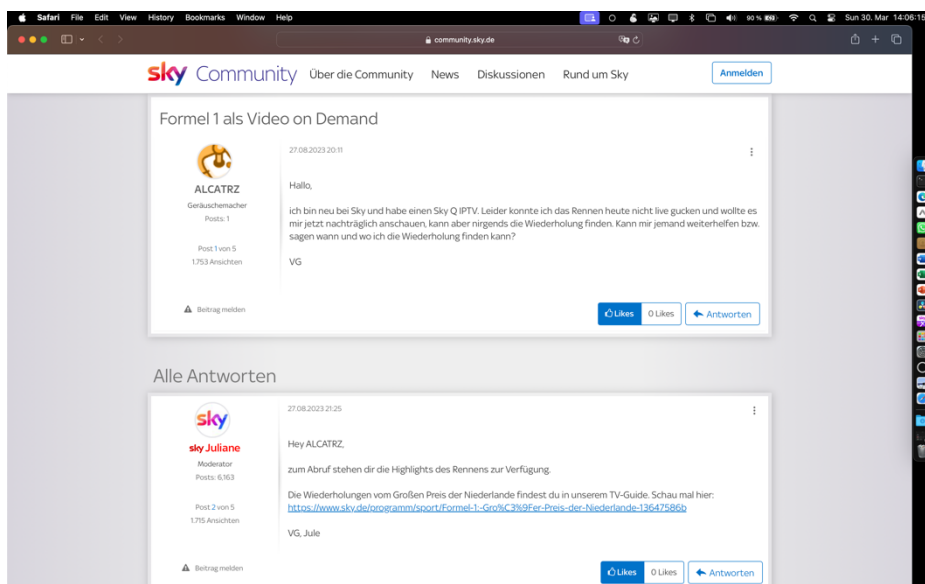 Safari File Edit View History Bookmarks Window Help
90 % Sun 30. Mar 14:06:15
community.sky.de
sky Community Über die Community News Diskussionen Rund um Sky Anmelden
Formel 1 als Video on Demand
27.08.2023 20:11
ALCATRZ
Geräuschemacher
Posts: 1
Post 1 von 5
1.753 Ansichten
Hallo,
ich bin neu bei Sky und habe einen Sky Q IPTV. Leider konnte ich das Rennen heute nicht live gucken und wollte es
mir jetzt nachträglich anschauen, kann aber nirgends die Wiederholung finden. Kann mir jemand weiterhelfen bzw.
sagen wann und wo ich die Wiederholung finden kann?
VG
Beitrag melden
Likes 0 Likes Antworten
Alle Antworten
27.08.2023 21:25
sky
sky Juliane
Moderator
Posts: 6,163
Post 2 von 5
1.715 Ansichten
Hey ALCATRZ,
zum Abruf stehen dir die Highlights des Rennens zur Verfügung.
Die Wiederholungen vom Großen Preis der Niederlande findest du in unserem TV-Guide. Schau mal hier:
https://www.sky.de/programm/sport/Formel-1:-Gro%C3%9Fer-Preis-der-Niederlande-13647586b
VG, Jule
Beitrag melden
Likes 0 Likes Antworten